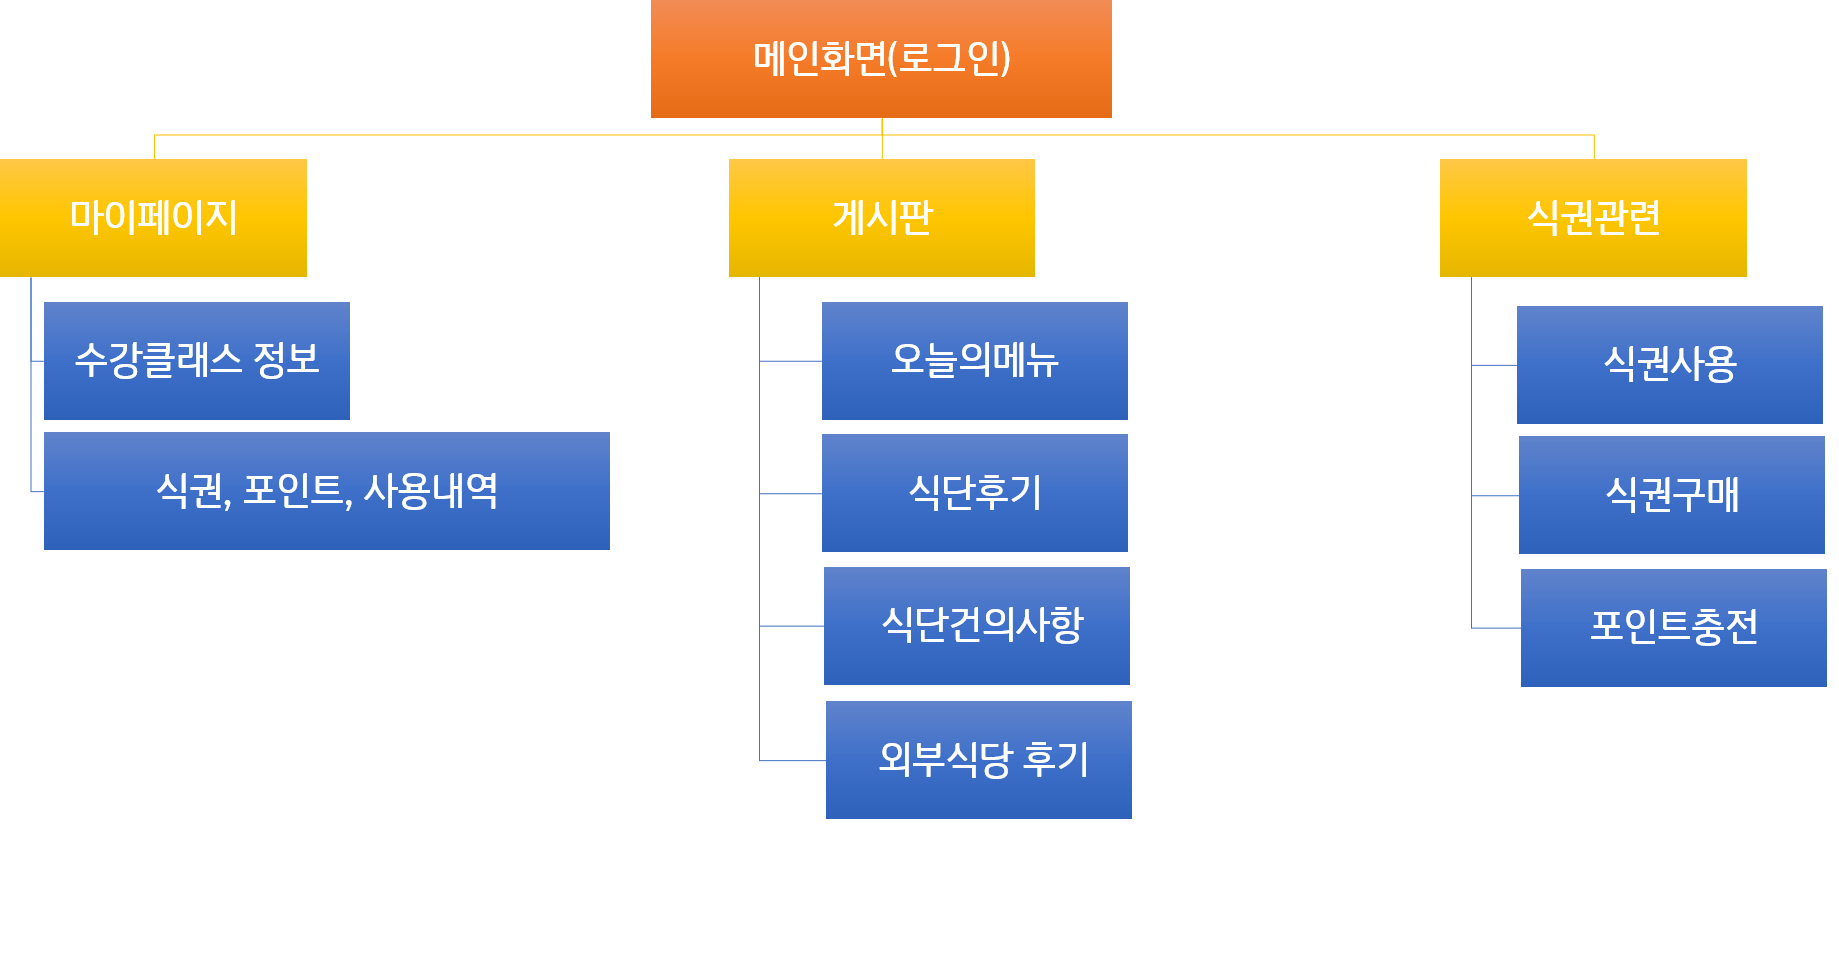 메인화면(로그인)
마이페이지
수강클래스 정보
식권, 포인트, 사용내역
게시판
오늘의메뉴
식단후기
식단건의사항
외부식당 후기
식권관련
식권사용
식권구매
포인트충전